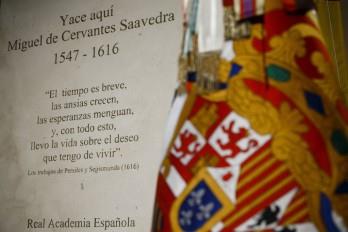 Yace aquí
Miguel de Cervantes Saavedra
1547 - 1616
"El tiempo es breve,
las ansias crecen,
las esperanzas menguan,
y, con todo esto,
llevo la vida sobre el deseo
que tengo de vivir".
Los trabajos de Persiles y Segismunda (1616)
Real Academia Española